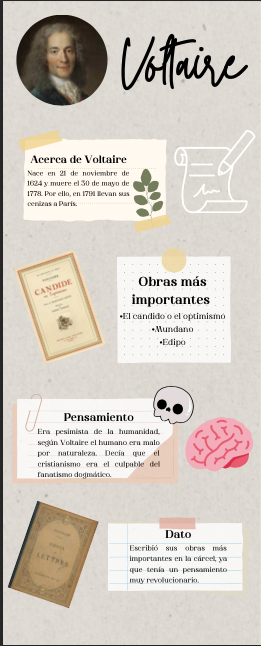 Voltaire
Acerca de Voltaire
Nace en 21 de noviembre de
1624 y muere el 30 de mayo de
1778. Por ello, en 1791 llevan sus
cenizas a París.
CANDIDE
Obras más
importantes
•El candido o el optimismo
•Mundano
•Edipo
Pensamiento
Era pesimista de la humanidad,
según Voltaire el humano era malo
por naturaleza. Decía que el
cristianismo era el culpable del
fanatismo dogmático.
LETTRES
Dato
Escribió sus obras más
importantes en la cárcel, ya
que tenía un pensamiento
muy revolucionario.